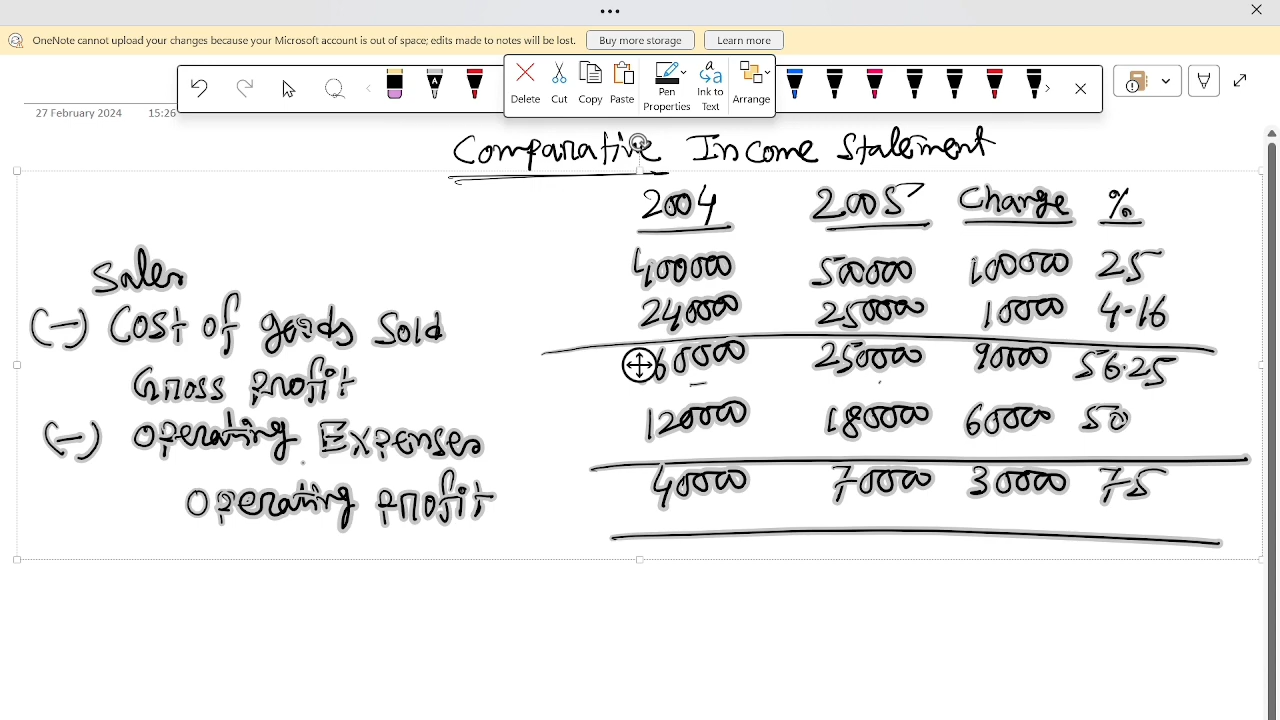 OneNote cannot upload your changes because your Microsoft account is out of space; edits made to notes will be lost. Buy more storage Learn more
Delete Cut Copy Paste Pen Properties Ink to Text Arrange
27 February 2024 15:26
Comparative Income Statement
2004 2005 Change %
Sales 400000 500000 100000 25
(-) Cost of goods Sold 240000 250000 10000 4.16
Gross Profit 60000 250000 90000 56.25
(-) Operating Expenses 120000 180000 60000 50
Operating Profit 40000 70000 30000 75